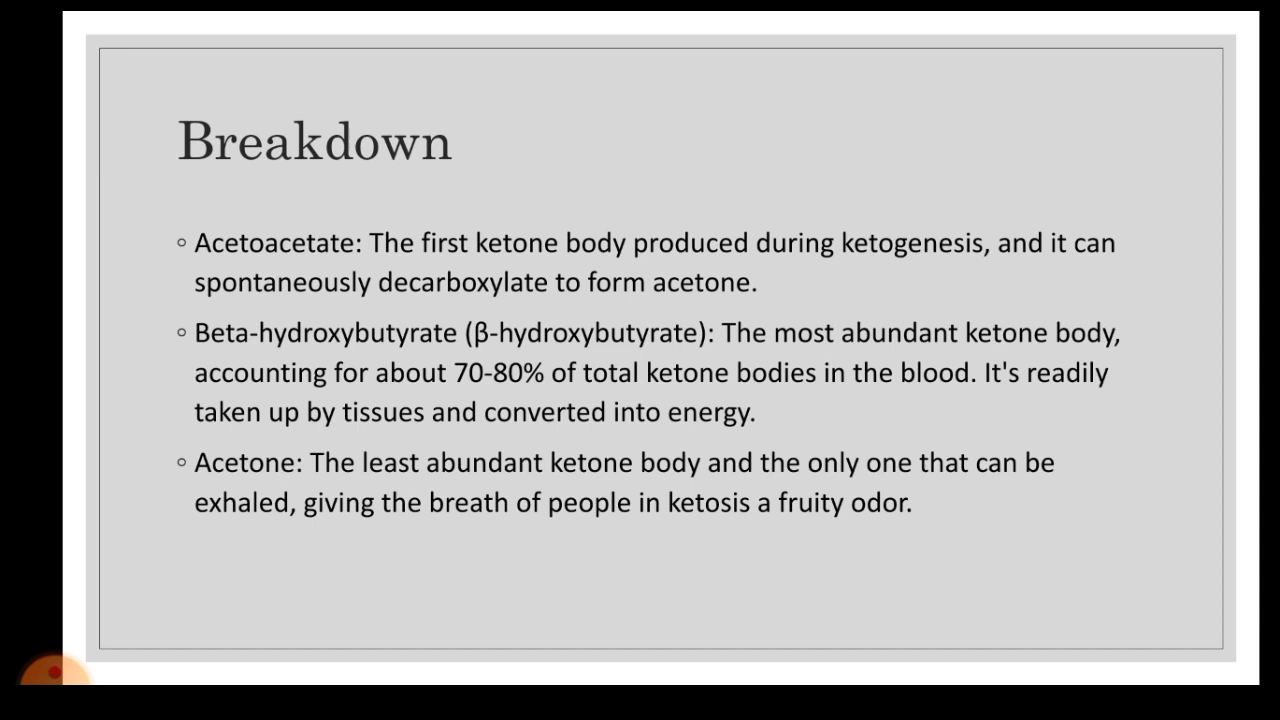 Breakdown
◦ Acetoacetate: The first ketone body produced during ketogenesis, and it can
spontaneously decarboxylate to form acetone.
◦ Beta-hydroxybutyrate (β-hydroxybutyrate): The most abundant ketone body,
accounting for about 70-80% of total ketone bodies in the blood. It's readily
taken up by tissues and converted into energy.
◦ Acetone: The least abundant ketone body and the only one that can be
exhaled, giving the breath of people in ketosis a fruity odor.